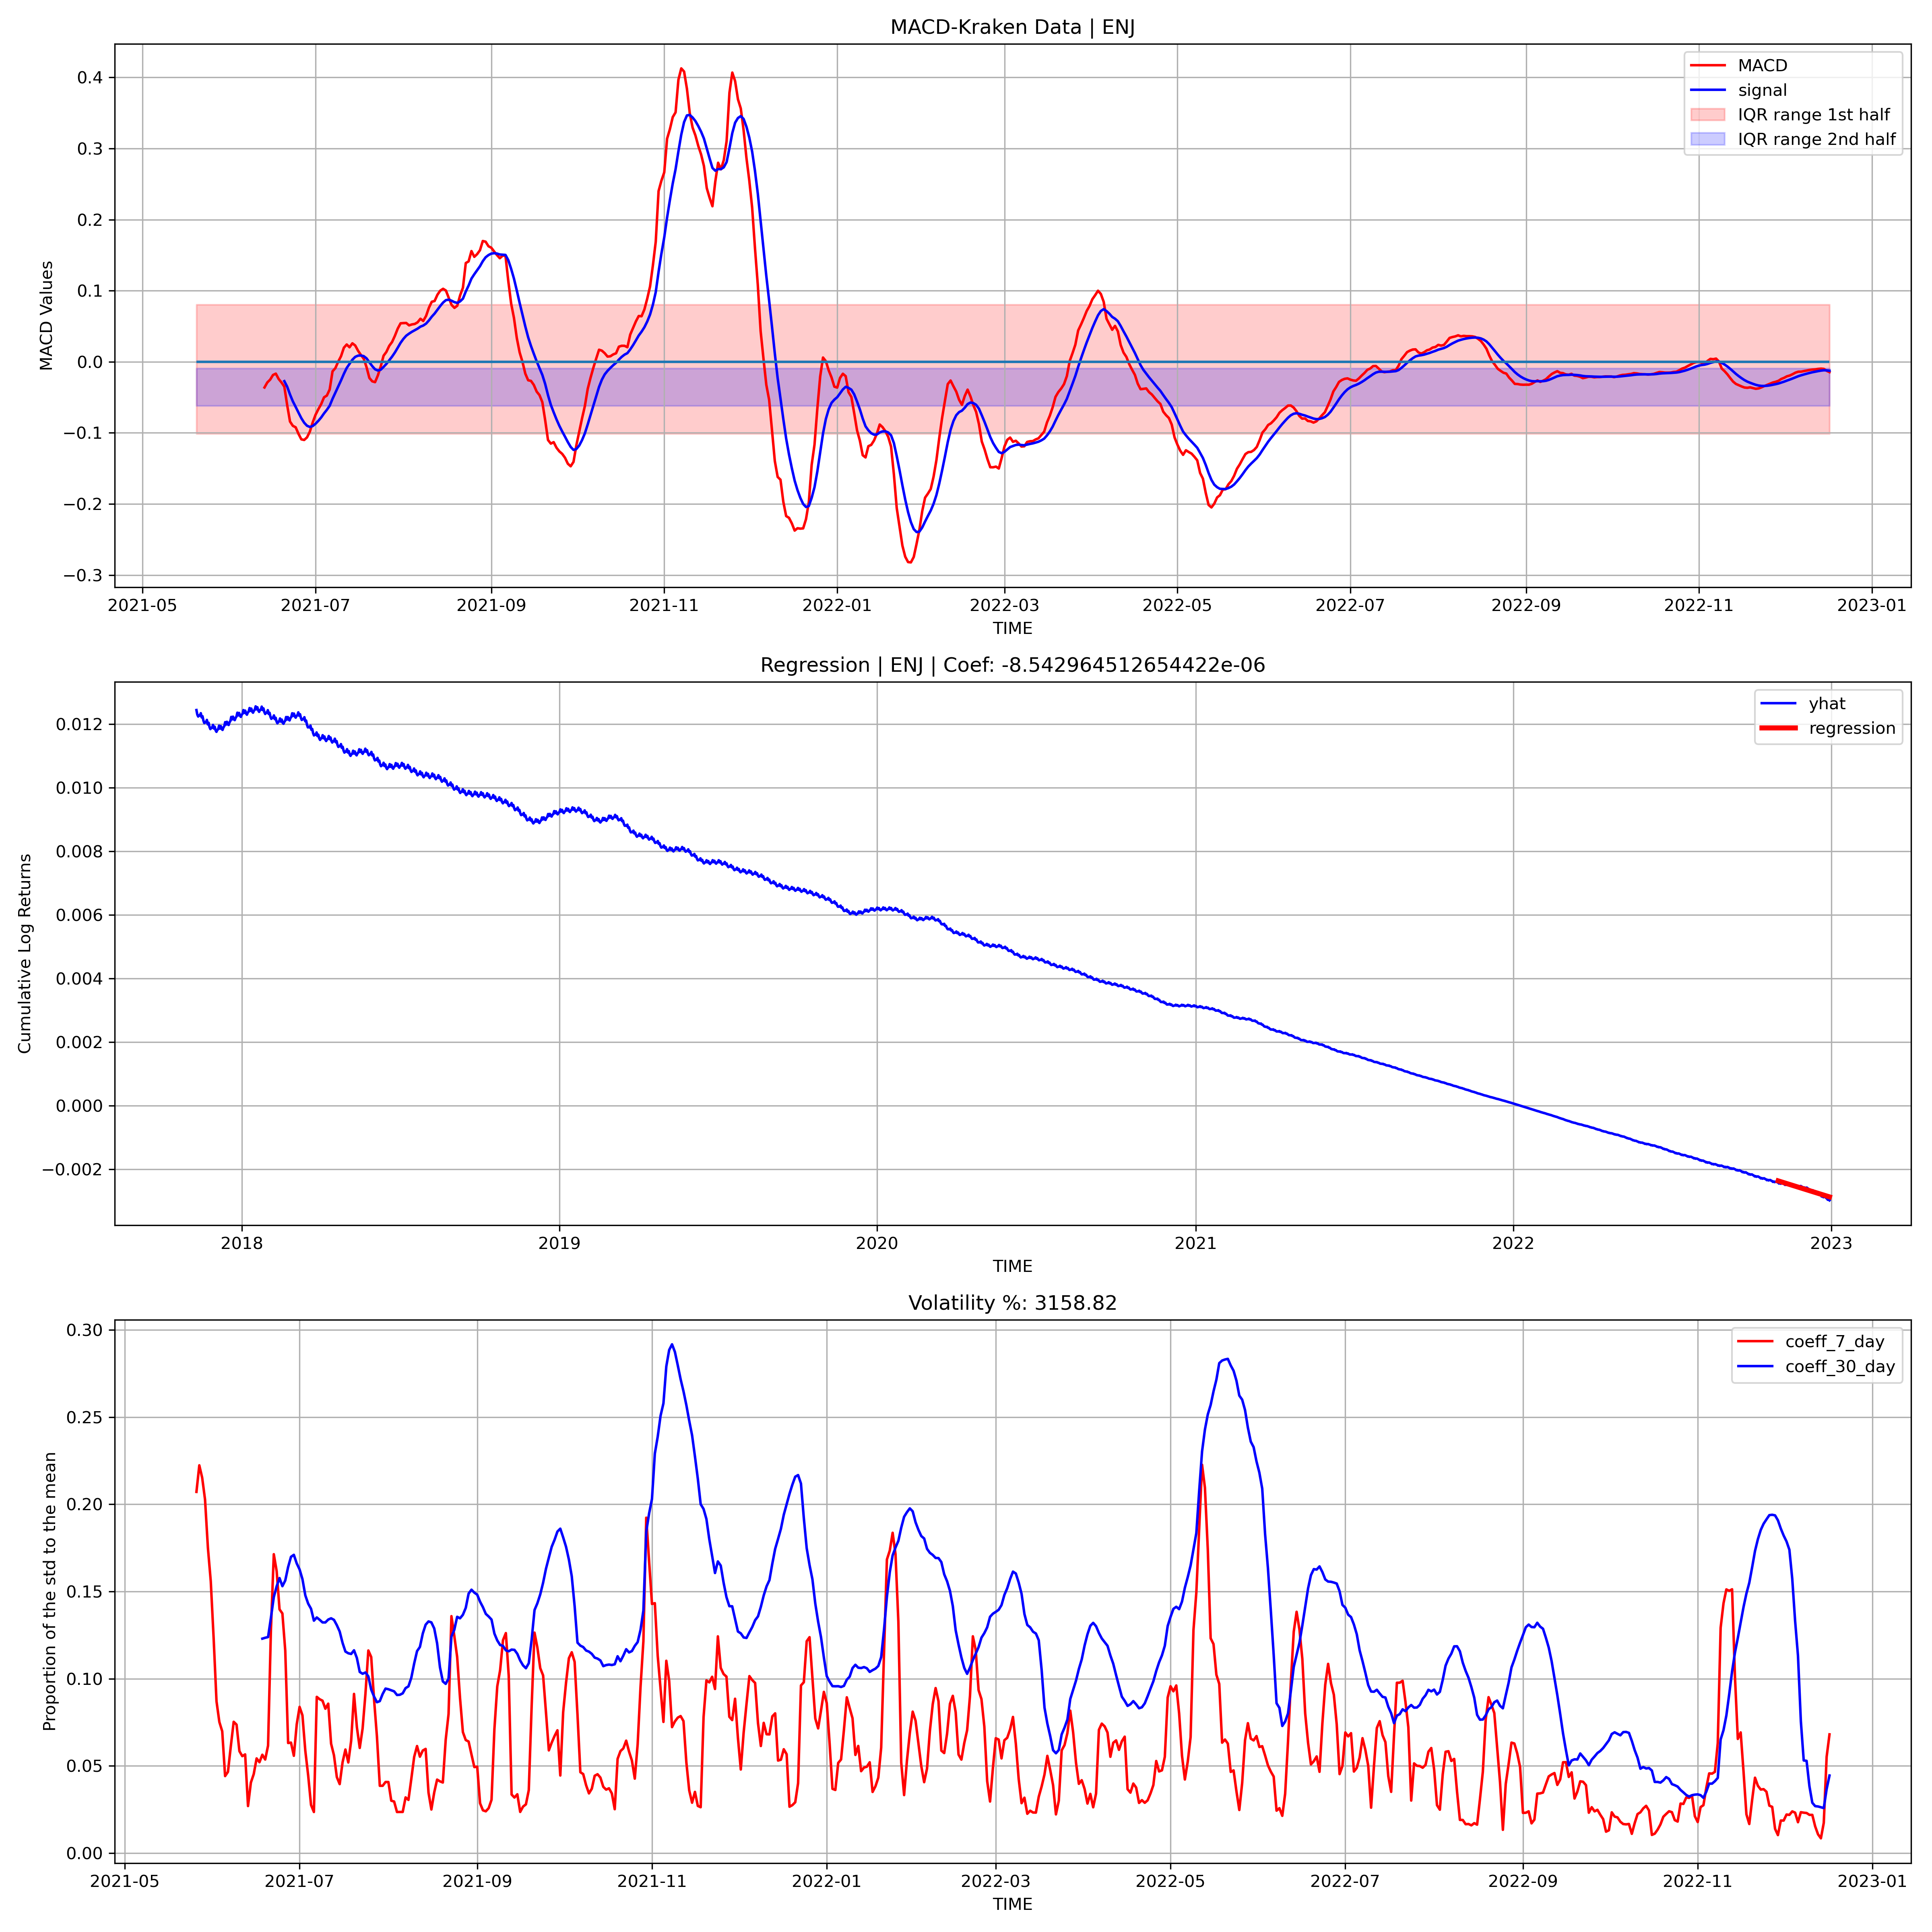 MACD-Kraken Data | ENJ
MACD Values
0.4
0.3
0.2
0.1
0.0
−0.1
−0.2
−0.3
MACD
signal
IQR range 1st half
IQR range 2nd half
2021-05 2021-07 2021-09 2021-11 2022-01 2022-03 2022-05 2022-07 2022-09 2022-11 2023-01
TIME
Regression | ENJ | Coef: -8.542964512654422e-06
Cumulative Log Returns
0.012
0.010
0.008
0.006
0.004
0.002
0.000
−0.002
yhat
regression
2018 2019 2020 2021 2022 2023
TIME
Volatility %: 3158.82
Proportion of the std to the mean
0.30
0.25
0.20
0.15
0.10
0.05
0.00
coeff_7_day
coeff_30_day
2021-05 2021-07 2021-09 2021-11 2022-01 2022-03 2022-05 2022-07 2022-09 2022-11 2023-01
TIME